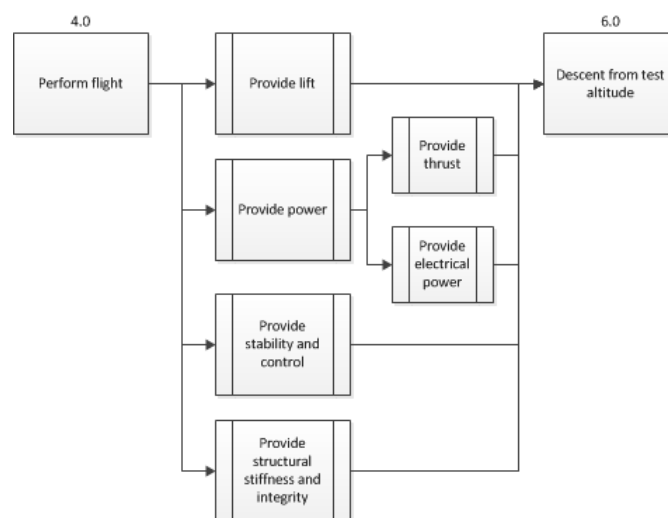 4.0
6.0
Perform flight
Provide lift
Descent from test
altitude
Provide
thrust
Provide power
Provide
electrical
power
Provide
stability and
control
Provide
structural
stiffness and
integrity